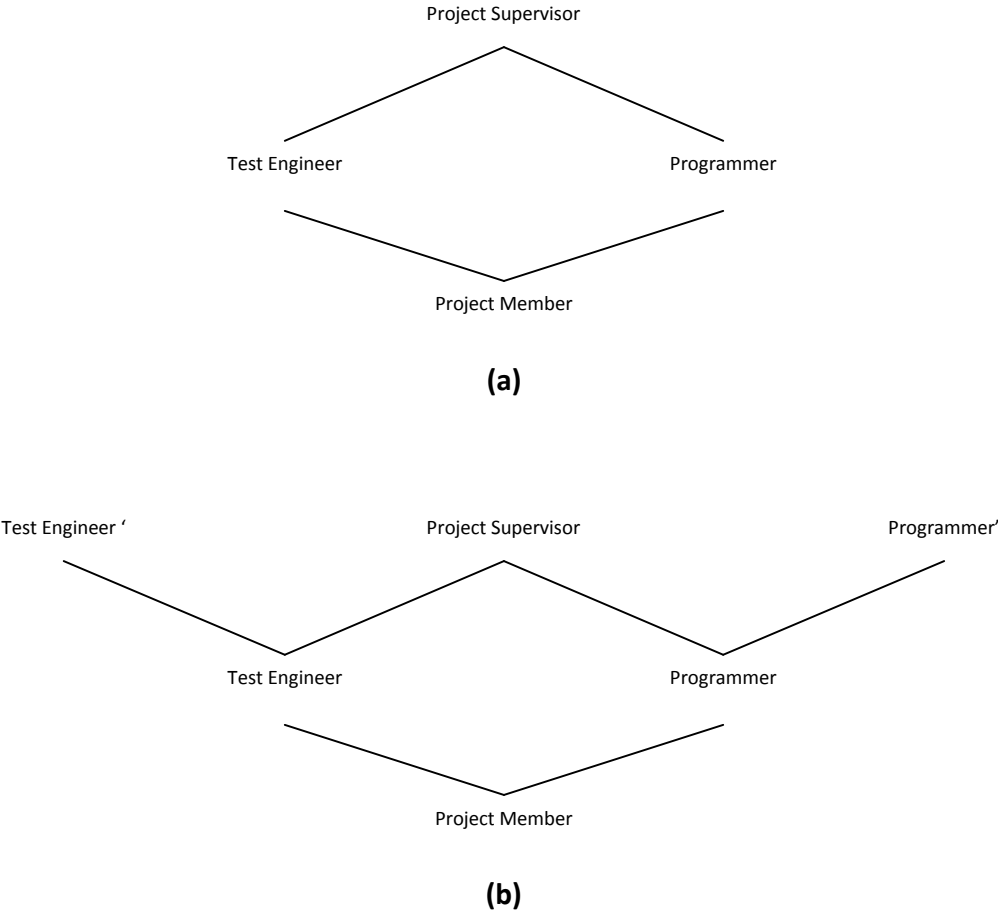 Project Supervisor
Test Engineer
Programmer
Project Member
(a)
Test Engineer ‘
Project Supervisor
Programmer’
Test Engineer
Programmer
Project Member
(b)